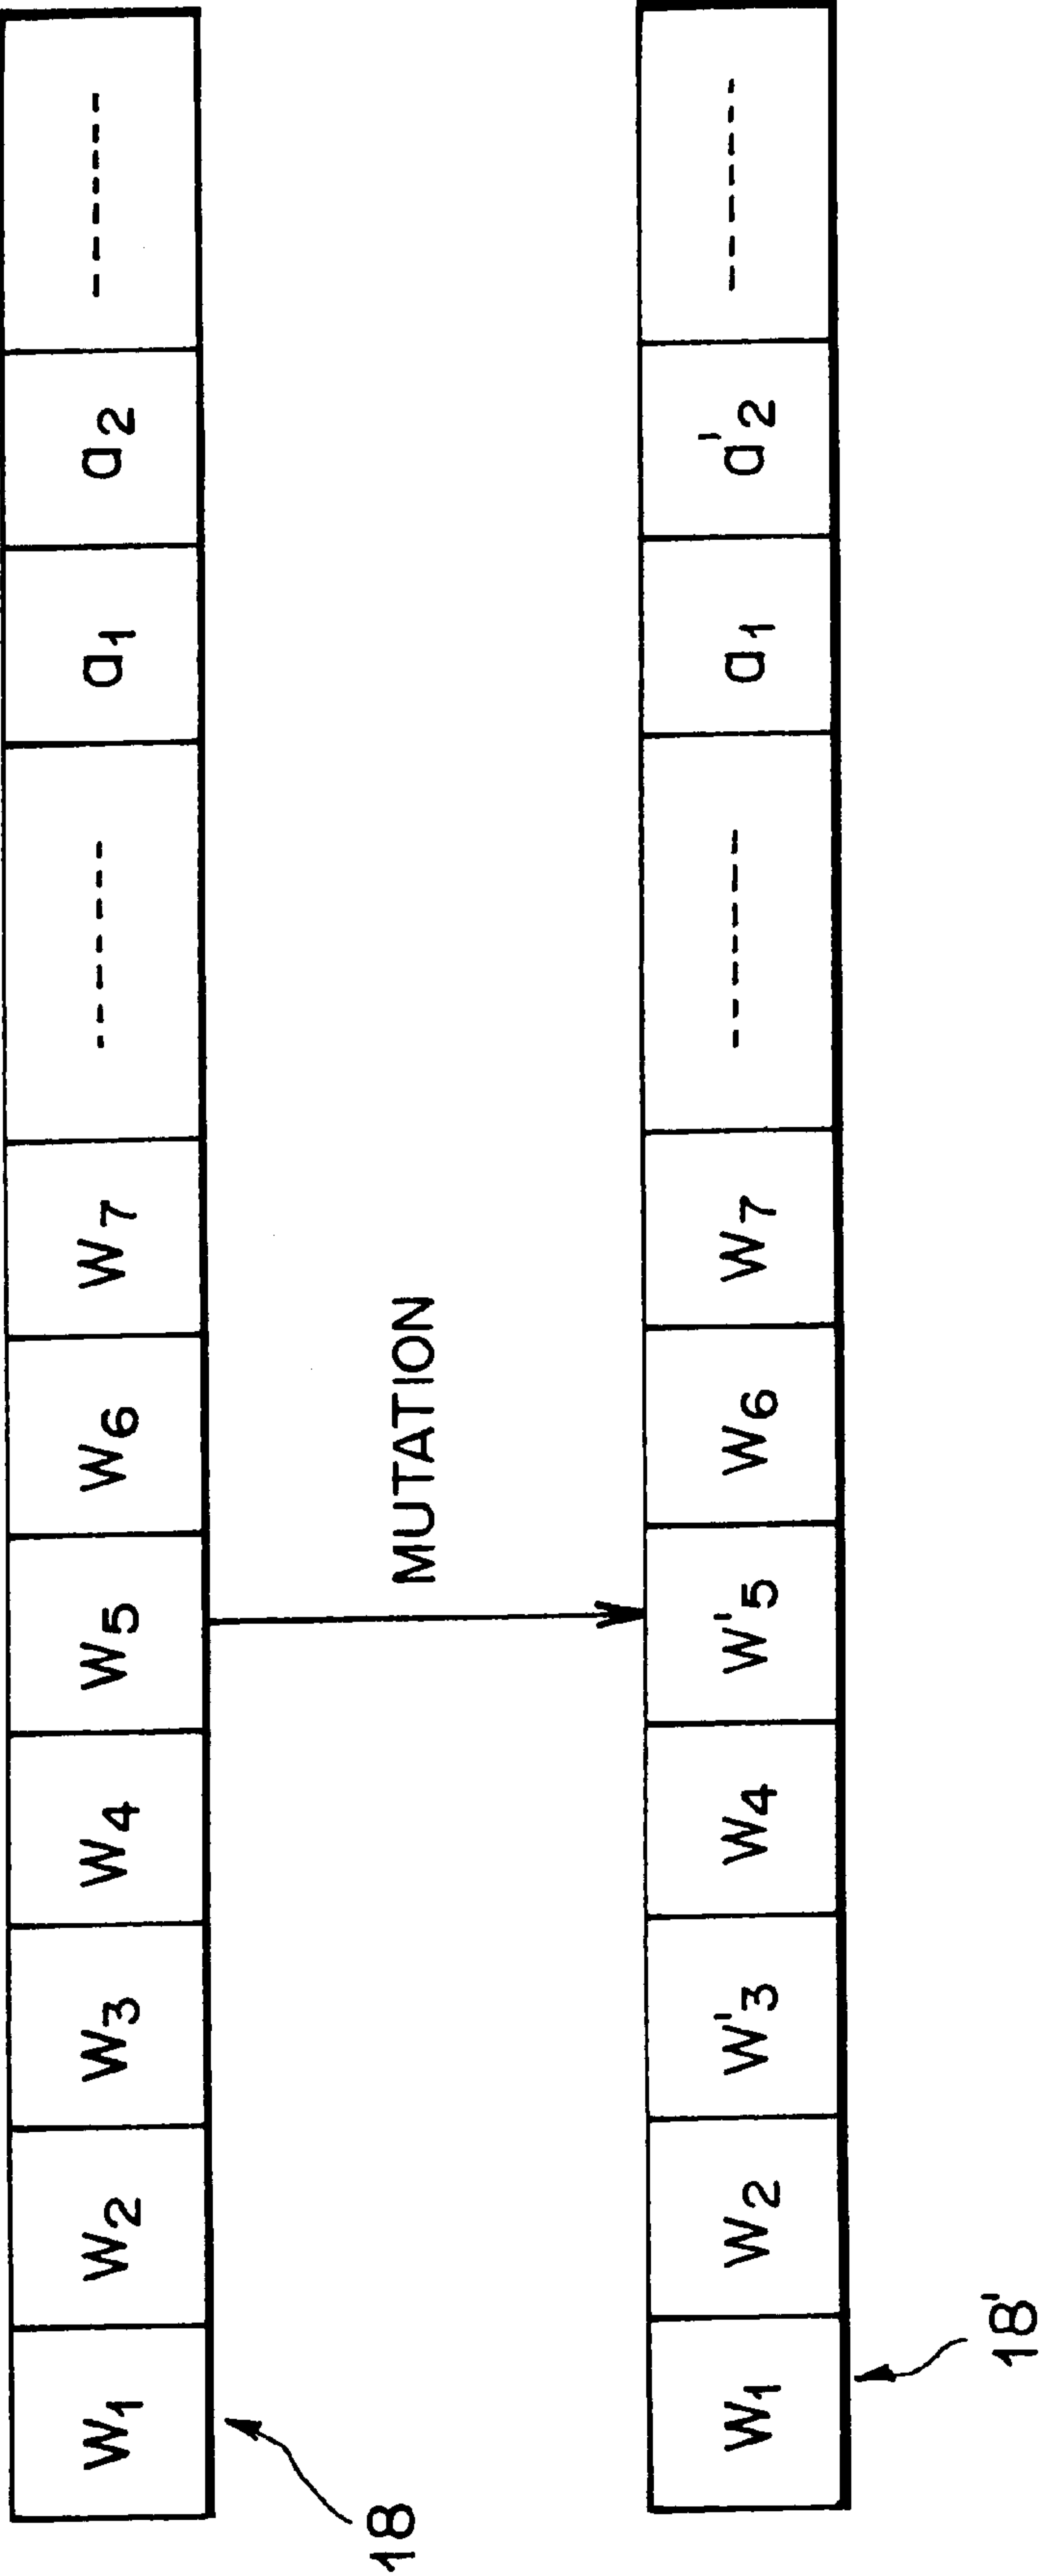 W1 W2 W3 W4 W5 W6 W7 ------- a1 a2 -------
18
MUTATION
W1 W2 W'3 W4 W'5 W6 W7 ------- a1 a'2 -------
18'